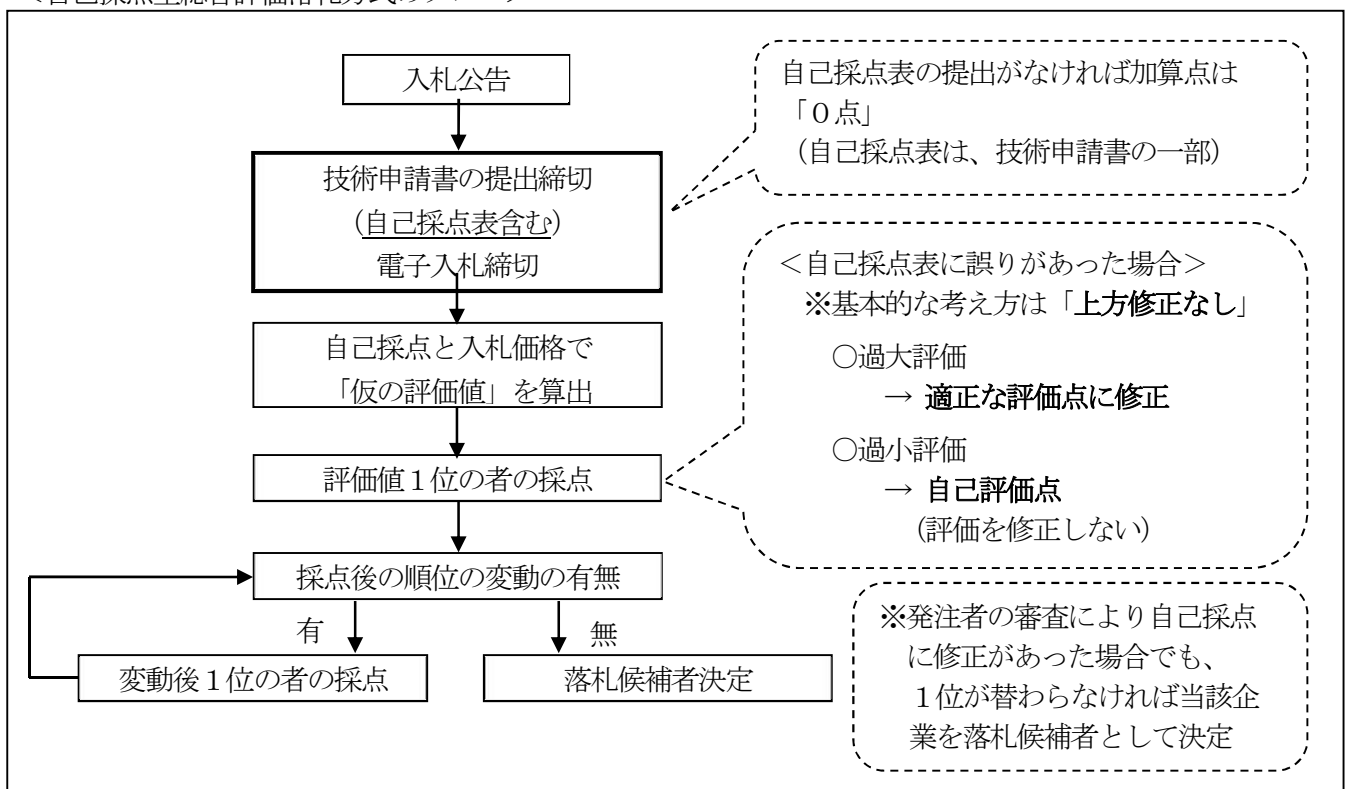 入札公告
技術申請書の提出締切
(自己採点表含む)
電子入札締切
自己採点と入札価格で
「仮の評価値」を算出
評価値１位の者の採点
採点後の順位の変動の有無
有
無
変動後１位の者の採点
落札候補者決定
自己採点表の提出がなければ加算点は
「０点」
(自己採点表は、技術申請書の一部)
＜自己採点表に誤りがあった場合＞
※基本的な考え方は「上方修正なし」
○過大評価
→ 適正な評価点に修正
○過小評価
→ 自己評価点
(評価を修正しない)
※発注者の審査により自己採点
に修正があった場合でも、
１位が替わらなければ当該企
業を落札候補者として決定